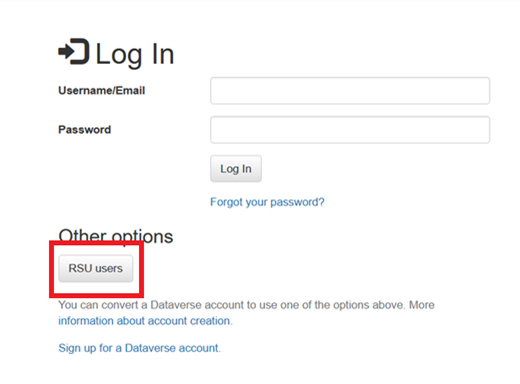 Log In
Username/Email
Password
Log In
Forgot your password?
Other options
RSU users
You can convert a Dataverse account to use one of the options above. More
information about account creation.
Sign up for a Dataverse account.